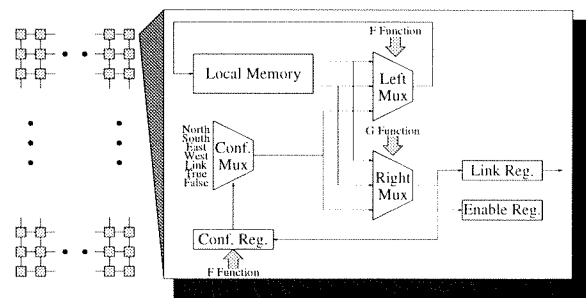 F Function
Local Memory
Left
Mux
G Function
North
South
East
West
Link
True
False
Conf.
Mux
Right
Mux
Link Reg.
Enable Reg.
Conf. Reg.
F Function